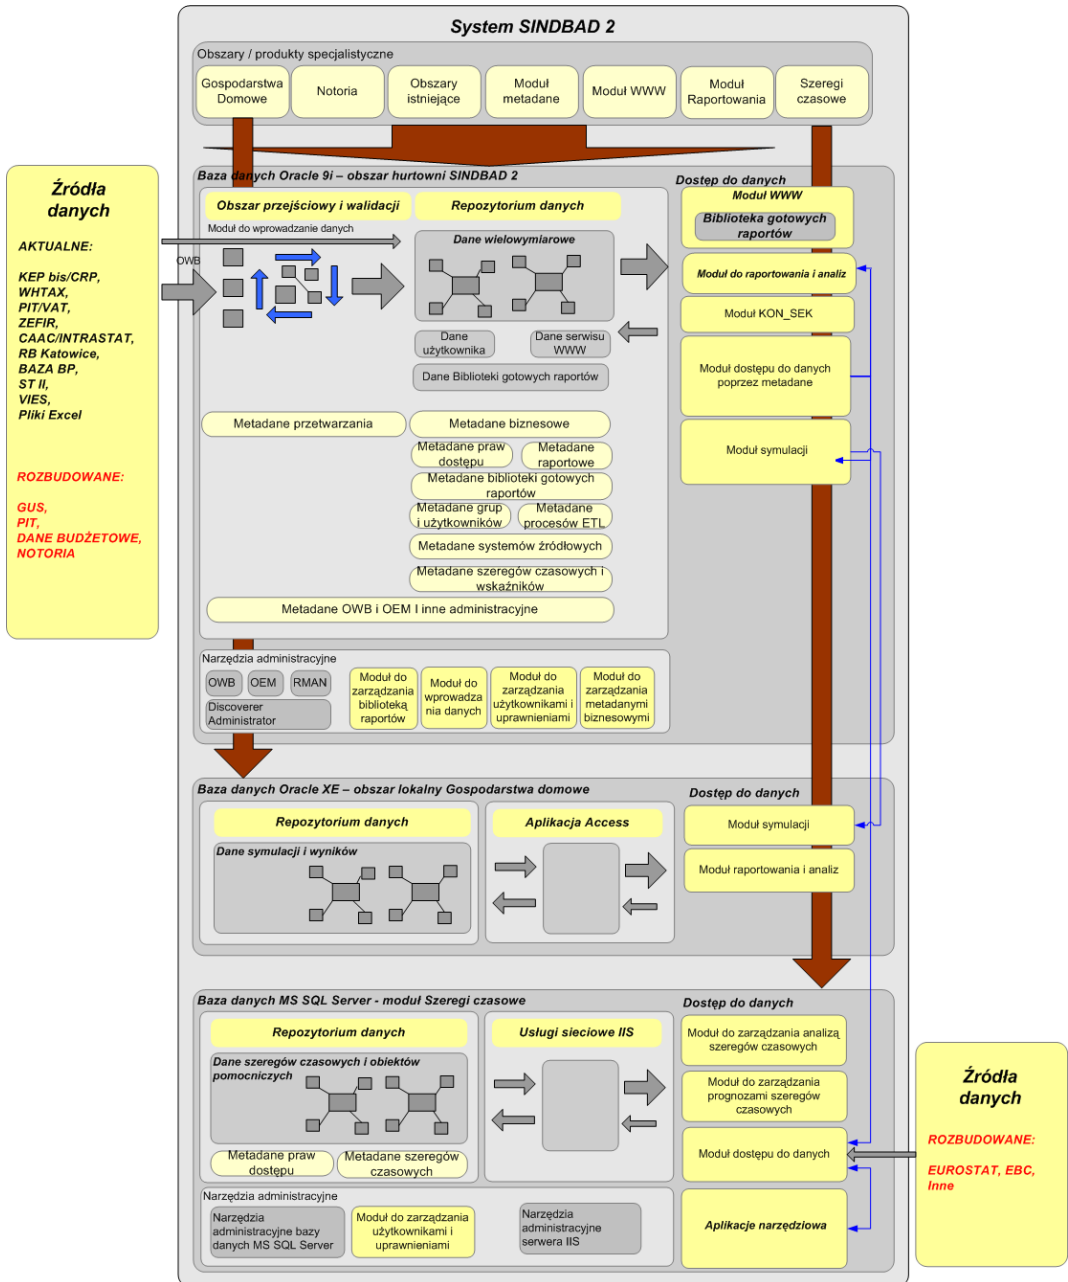 System SINDBAD 2
Obszary / produkty specjalistyczne
Gospodarstwa
Domowe
Notoria
Obszary
istniejące
Moduł
metadane
Moduł WWW
Moduł
Raportowania
Szeregi
czasowe
Źródła
danych
AKTUALNE:
KEP bis/CRP,
WHTAX,
PIT/VAT,
ZEFIR,
CAAC/INTRASTAT,
RB Katowice,
BAZA BP,
ST II,
VIES,
Pliki Excel
ROZBUDOWANE:
GUS,
PIT,
DANE BUDŻETOWE,
NOTORIA
Baza danych Oracle 9i – obszar hurtowni SINDBAD 2
Obszar przejściowy i walidacji
Moduł do wprowadzanie danych
OWB
Repozytorium danych
Dane wielowymiarowe
Dane
użytkownika
Dane serwisu
WWW
Dane Biblioteki gotowych raportów
Metadane przetwarzania
Metadane biznesowe
Metadane praw
dostępu
Metadane
raportowe
Metadane biblioteki gotowych
raportów
Metadane grup
i użytkowników
Metadane
procesów ETL
Metadane systemów źródłowych
Metadane szeregów czasowych i
wskaźników
Metadane OWB i OEM I inne administracyjne
Dostęp do danych
Moduł WWW
Biblioteka gotowych
raportów
Moduł do raportowania i analiz
Moduł KON_SEK
Moduł dostępu do danych
poprzez metadane
Moduł symulacji
Narzędzia administracyjne
OWB
OEM
RMAN
Discoverer
Administrator
Moduł do
zarządzania
biblioteką
raportów
Moduł do
wprowadza
nia danych
Moduł do
zarządzania
użytkownikami i
uprawnieniami
Moduł do
zarządzania
metadanymi
biznesowymi
Baza danych Oracle XE – obszar lokalny Gospodarstwa domowe
Repozytorium danych
Dane symulacji i wyników
Aplikacja Access
Dostęp do danych
Moduł symulacji
Moduł raportowania i analiz
Baza danych MS SQL Server - moduł Szeregi czasowe
Repozytorium danych
Dane szeregów czasowych i obiektów
pomocniczych
Metadane praw
dostępu
Metadane szeregów
czasowych
Usługi sieciowe IIS
Dostęp do danych
Moduł do zarządzania analizą
szeregów czasowych
Moduł do zarządzania
prognozami szeregów
czasowych
Moduł dostępu do danych
Aplikacje narzędziowa
Narzędzia administracyjne
Narzędzia
administracyjne bazy
danych MS SQL Server
Moduł do zarządzania
użytkownikami i
uprawnieniami
Narzędzia
administracyjne
serwera IIS
Źródła
danych
ROZBUDOWANE:
EUROSTAT, EBC,
Inne